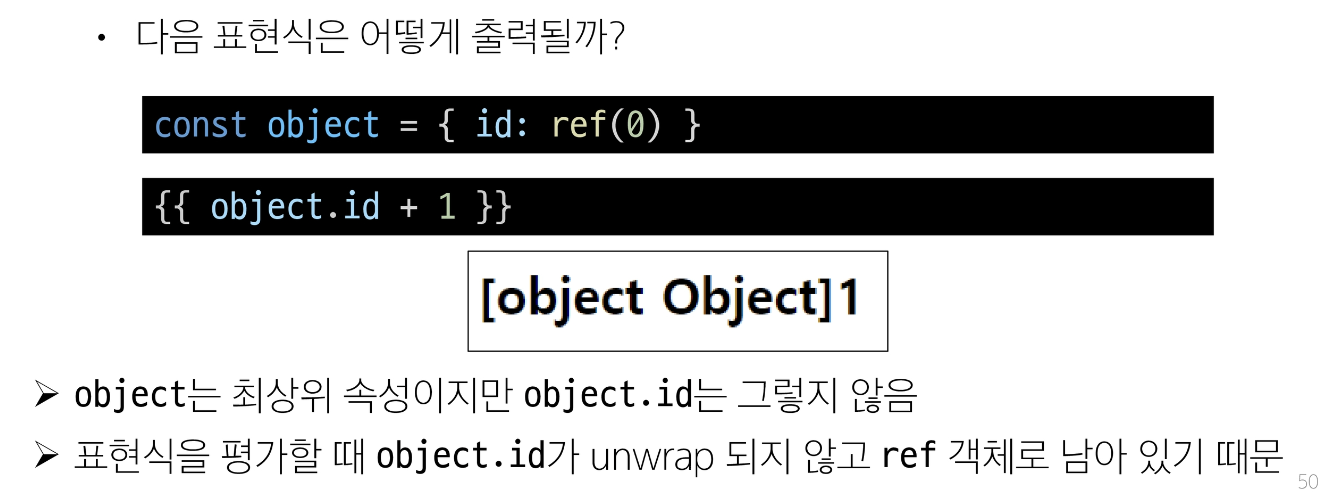 • 다음 표현식은 어떻게 출력될까?
const object = { id: ref(0) }
{{ object.id + 1 }}
[object Object]1
➢ object는 최상위 속성이지만 object.id는 그렇지 않음
➢ 표현식을 평가할 때 object.id가 unwrap 되지 않고 ref 객체로 남아 있기 때문
50